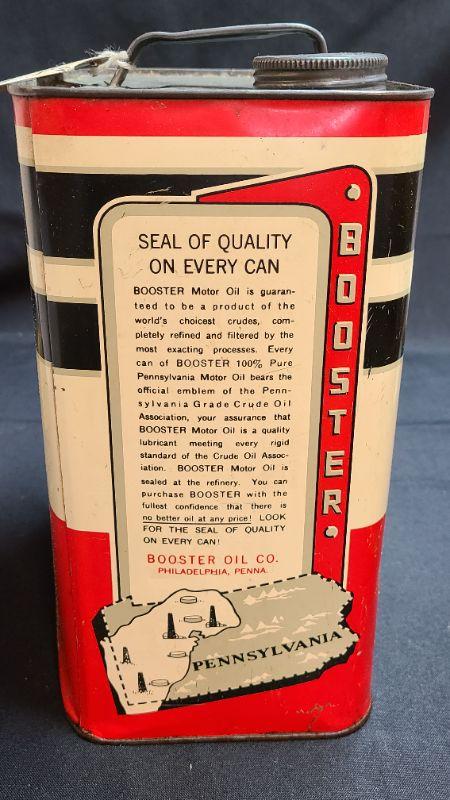 SEAL OF QUALITY
ON EVERY CAN
BOOSTER Motor Oil is guaran-
teed to be a product of the
world's choicest crudes, com-
pletely refined and filtered by the
most exacting processes. Every
can of BOOSTER 100% Pure
Pennsylvania Motor Oil bears the
official emblem of the Penn-
sylvania Grade Crude Oil
Association, your assurance that
BOOSTER Motor Oil is a quality
lubricant meeting every rigid
standard of the Crude Oil Assoc-
iation. BOOSTER Motor Oil is
sealed at the refinery. You can
purchase BOOSTER with the
fullest confidence that there is
no better oil at any price! LOOK
FOR THE SEAL OF QUALITY
ON EVERY CAN!
BOOSTER OIL CO.
PHILADELPHIA, PENNA.
BOOSTER
PENNSYLVANIA